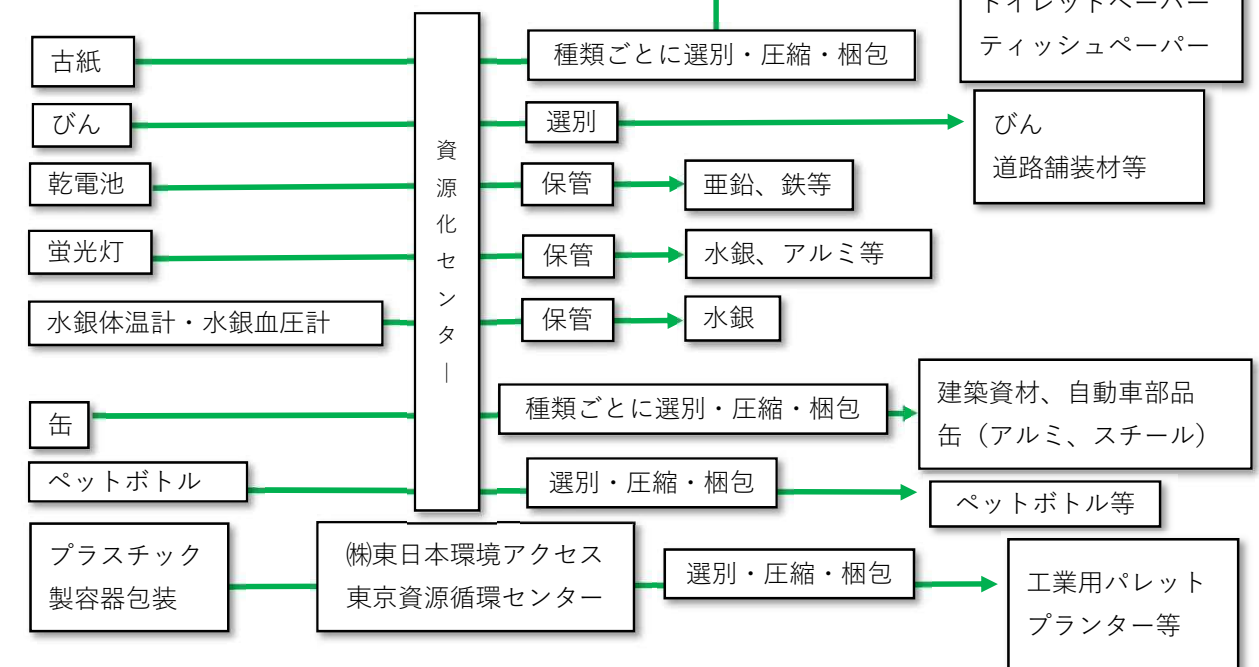 トイレットペーパー
ティッシュペーパー
古紙
種類ごとに選別・圧縮・梱包
びん
選別
びん
道路舗装材等
資源化センター
乾電池
保管
亜鉛、鉄等
蛍光灯
保管
水銀、アルミ等
水銀体温計・水銀血圧計
保管
水銀
缶
種類ごとに選別・圧縮・梱包
建築資材、自動車部品
缶（アルミ、スチール）
ペットボトル
選別・圧縮・梱包
ペットボトル等
プラスチック
製容器包装
㈱東日本環境アクセス
東京資源循環センター
選別・圧縮・梱包
工業用パレット
プランター等